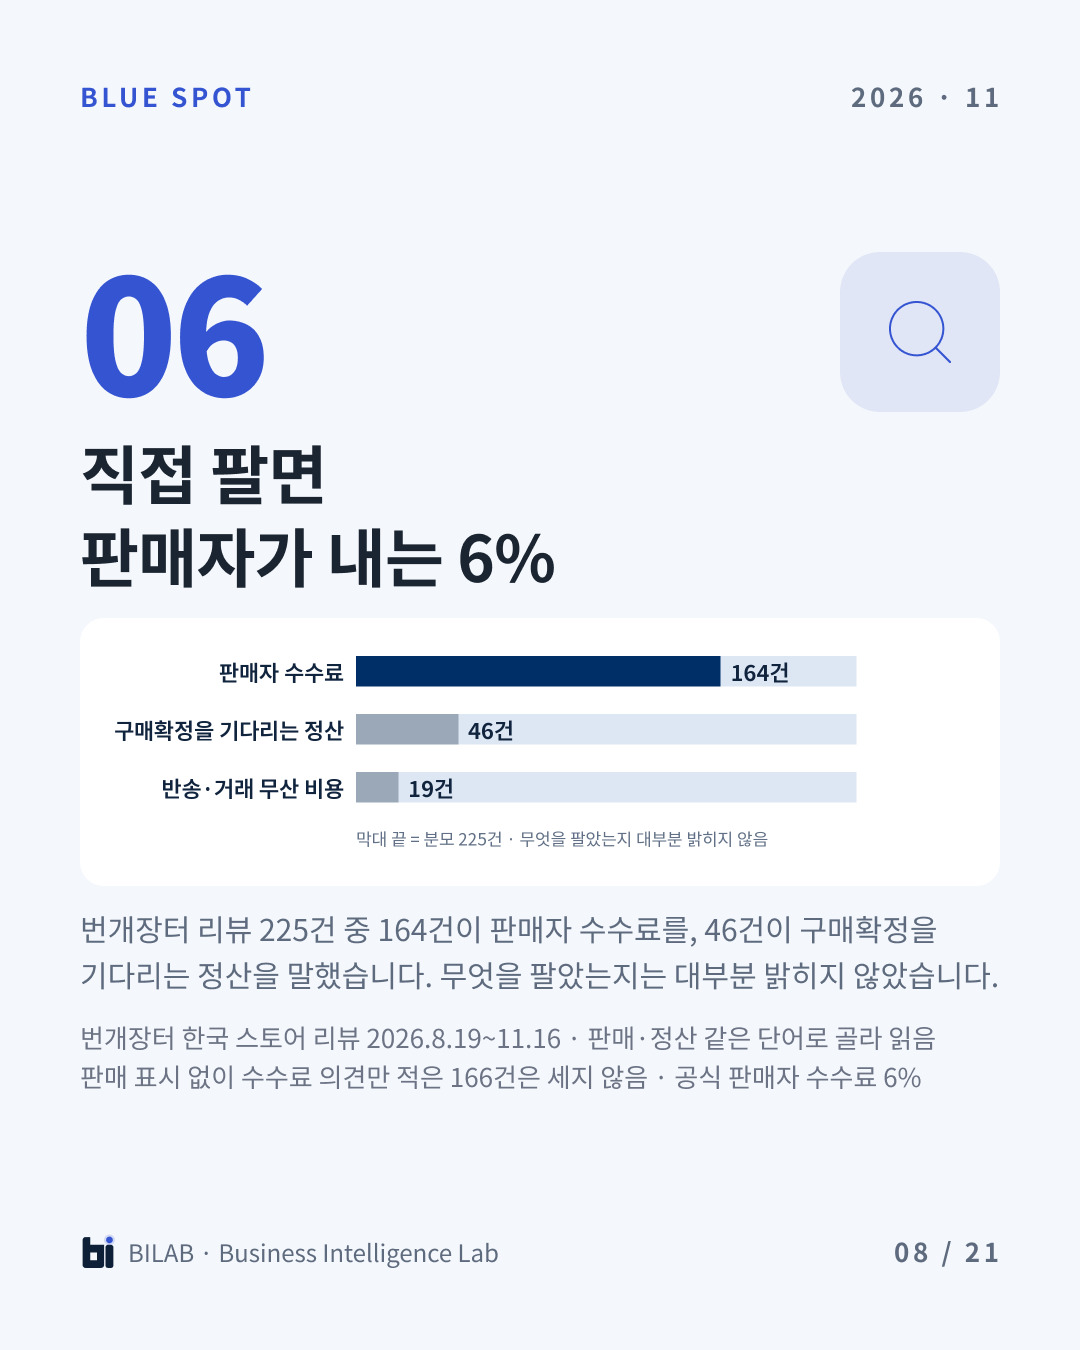 BLUE SPOT
2026 · 11
06
직접 팔면
판매자가 내는 6%
판매자 수수료 164건
구매확정을 기다리는 정산 46건
반송·거래 무산 비용 19건
막대 끝 = 분모 225건 · 무엇을 팔았는지 대부분 밝히지 않음
번개장터 리뷰 225건 중 164건이 판매자 수수료를, 46건이 구매확정을
기다리는 정산을 말했습니다. 무엇을 팔았는지는 대부분 밝히지 않았습니다.
번개장터 한국 스토어 리뷰 2026.8.19~11.16 · 판매·정산 같은 단어로 골라 읽음
판매 표시 없이 수수료 의견만 적은 166건은 세지 않음 · 공식 판매자 수수료 6%
bi BILAB · Business Intelligence Lab
08 / 21